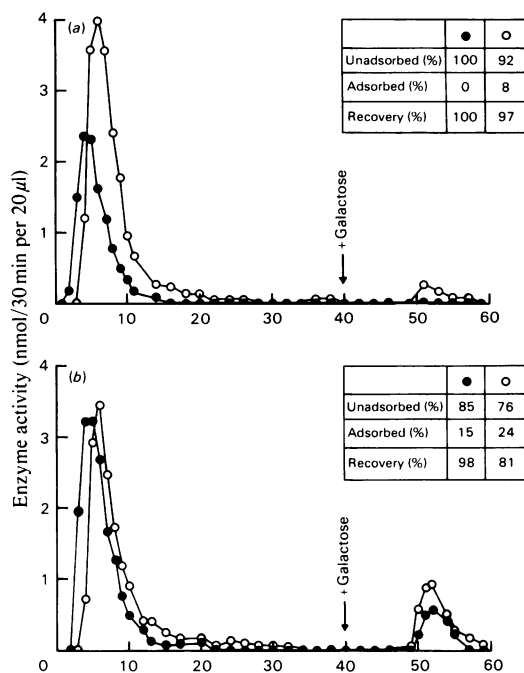 Enzyme activity (nmol/30 min per 20 µl)
(a)
4
3
2
1
0
10
20
30
40
50
60
+ Galactose
● ○
Unadsorbed (%) 100 92
Adsorbed (%) 0 8
Recovery (%) 100 97
(b)
4
3
2
1
0
10
20
30
40
50
60
+ Galactose
● ○
Unadsorbed (%) 85 76
Adsorbed (%) 15 24
Recovery (%) 98 81